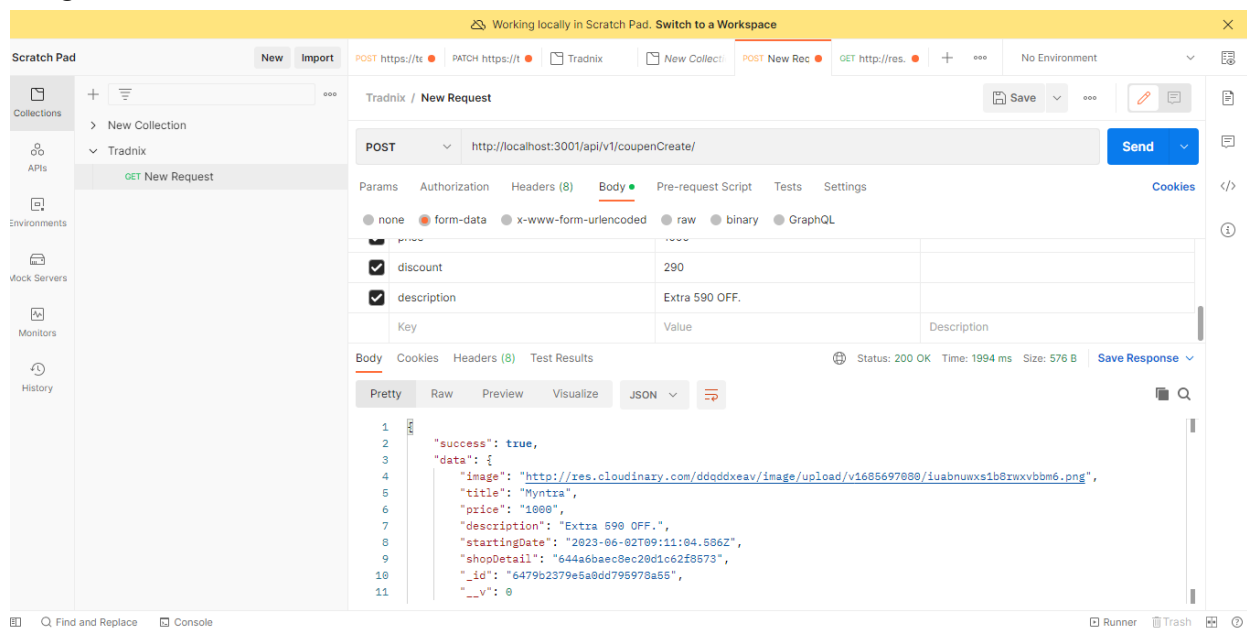 Working locally in Scratch Pad. Switch to a Workspace
Scratch Pad New Import
POST https://te PATCH https://t Tradnix New Collecti POST New Rec GET http://res. No Environment
Collections
APIs
Environments
Mock Servers
Monitors
History
New Collection
Tradnix
GET New Request
Tradnix / New Request Save
POST http://localhost:3001/api/v1/coupenCreate/ Send
Params Authorization Headers (8) Body Pre-request Script Tests Settings Cookies
none form-data x-www-form-urlencoded raw binary GraphQL
price 1000
discount 290
description Extra 590 OFF.
Key Value Description
Body Cookies Headers (8) Test Results Status: 200 OK Time: 1994 ms Size: 576 B Save Response
Pretty Raw Preview Visualize JSON
1 {
2 "success": true,
3 "data": {
4 "image": "http://res.cloudinary.com/ddqddxeav/image/upload/v1685697080/iuabnuwxs1b8rwxvbbm6.png",
5 "title": "Myntra",
6 "price": "1000",
7 "description": "Extra 590 OFF.",
8 "startingDate": "2023-06-02T09:11:04.586Z",
9 "shopDetail": "644a6baec8ec20d1c62f8573",
10 "_id": "6479b2379e5a0dd795978a55",
11 "__v": 0
Find and Replace Console Runner Trash